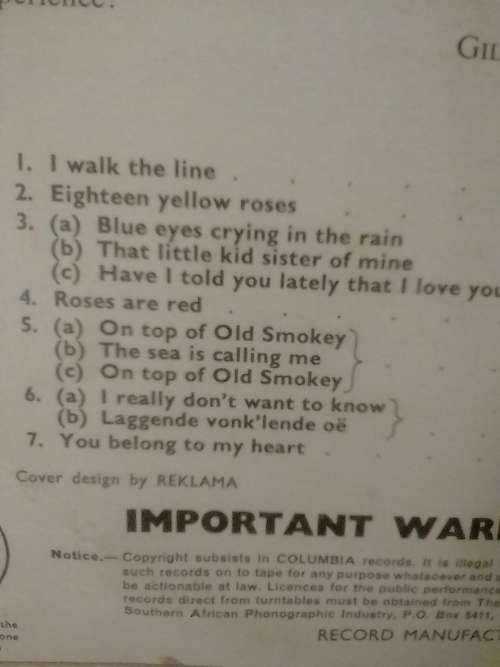 GIL
1. I walk the line
2. Eighteen yellow roses
3. (a) Blue eyes crying in the rain
(b) That little kid sister of mine
(c) Have I told you lately that I love you
4. Roses are red
5. (a) On top of Old Smokey
(b) The sea is calling me
(c) On top of Old Smokey
6. (a) I really don't want to know
(b) Laggende vonk'lende oë
7. You belong to my heart
Cover design by REKLAMA
IMPORTANT WAR
Notice.— Copyright subsists in COLUMBIA records. It is illegal
such records on to tape for any purpose whatsoever and
be actionable at law. Licences for the public performance
records direct from turntables must be obtained from The
Southern African Phonographic Industry, P.O. Box 5411,
the
one
RECORD MANUFACT